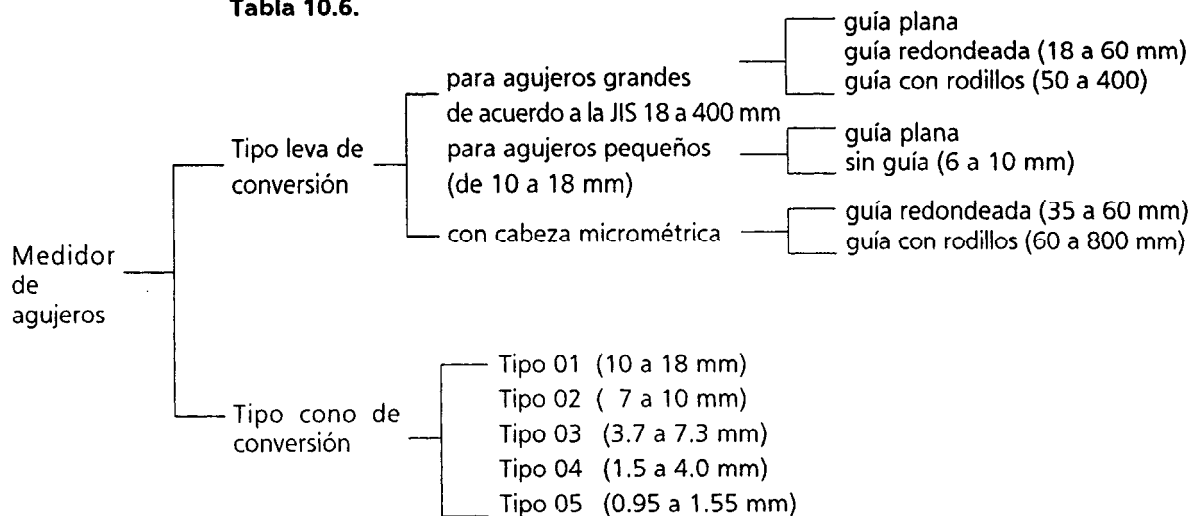 Tabla 10.6.
Medidor
de
agujeros
Tipo leva de
conversión
para agujeros grandes
de acuerdo a la JIS 18 a 400 mm
guía plana
guía redondeada (18 a 60 mm)
guía con rodillos (50 a 400)
para agujeros pequeños
(de 10 a 18 mm)
guía plana
sin guía (6 a 10 mm)
con cabeza micrométrica
guía redondeada (35 a 60 mm)
guía con rodillos (60 a 800 mm)
Tipo cono de
conversión
Tipo 01 (10 a 18 mm)
Tipo 02 ( 7 a 10 mm)
Tipo 03 (3.7 a 7.3 mm)
Tipo 04 (1.5 a 4.0 mm)
Tipo 05 (0.95 a 1.55 mm)